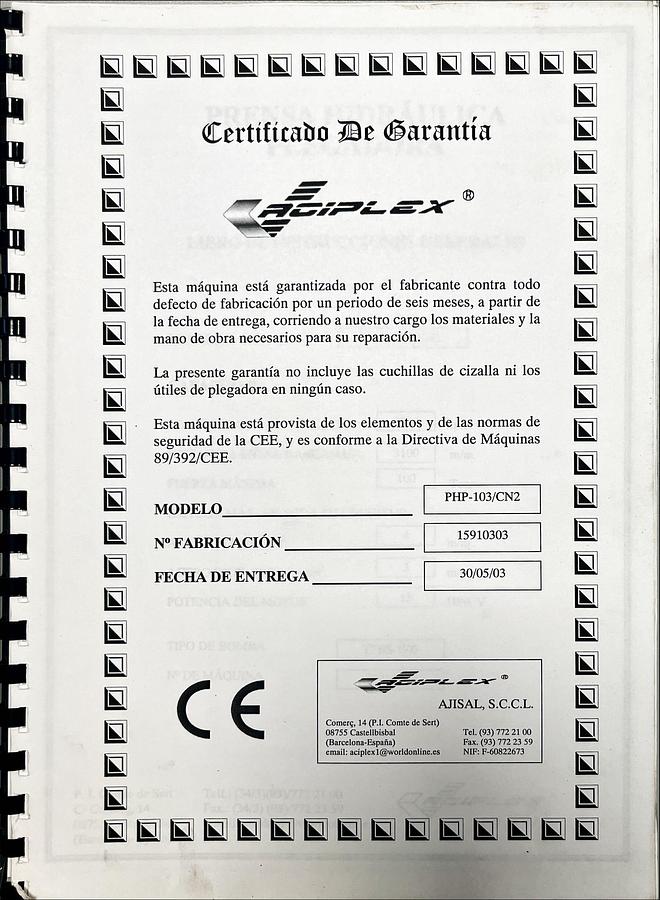 Certificado De Garantía
ACIPLEX ®
Esta máquina está garantizada por el fabricante contra todo
defecto de fabricación por un periodo de seis meses, a partir de
la fecha de entrega, corriendo a nuestro cargo los materiales y la
mano de obra necesarios para su reparación.
La presente garantía no incluye las cuchillas de cizalla ni los
útiles de plegadora en ningún caso.
Esta máquina está provista de los elementos y de las normas de
seguridad de la CEE, y es conforme a la Directiva de Máquinas
89/392/CEE.
MODELO PHP-103/CN2
Nº FABRICACIÓN 15910303
FECHA DE ENTREGA 30/05/03
CE
ACIPLEX ®
AJISAL, S.C.C.L.
Comerç, 14 (P.I. Comte de Sert)
08755 Castellbisbal Tel. (93) 772 21 00
(Barcelona-España) Fax. (93) 772 23 59
email: aciplex1@worldonline.es NIF: F-60822673